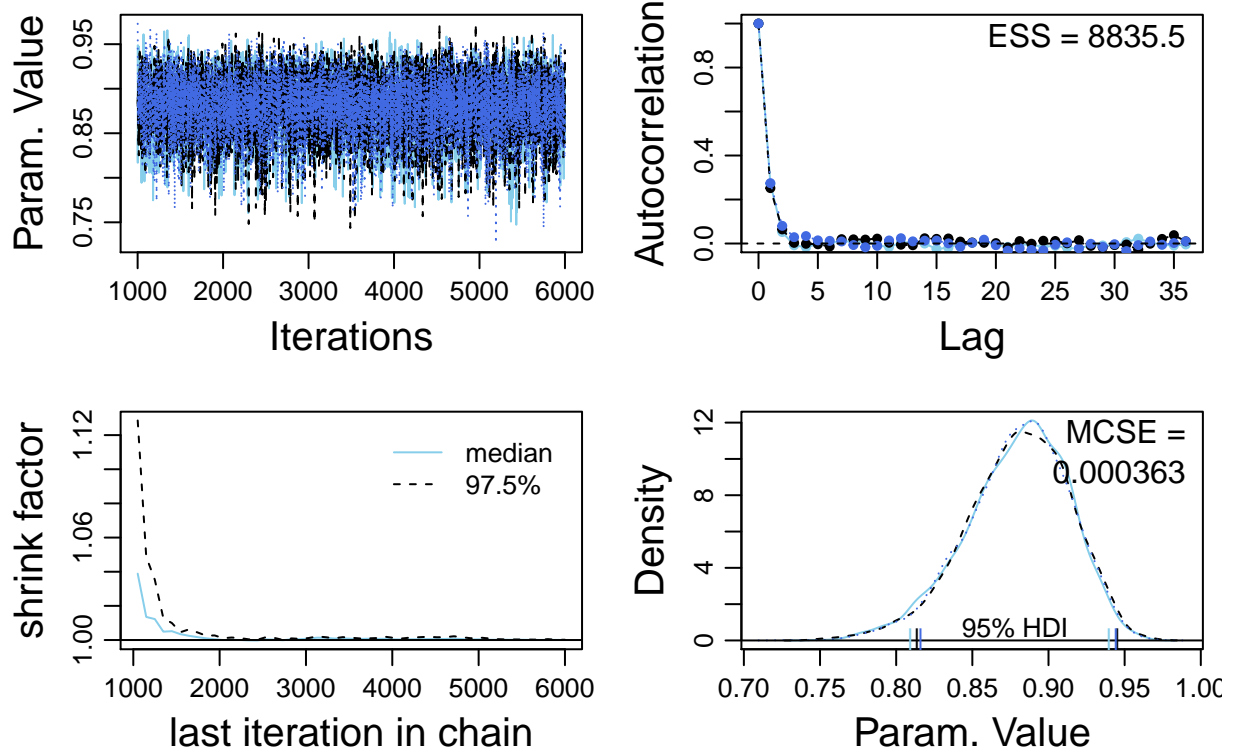 Param. Value
0.75
0.85
0.95
1000 2000 3000 4000 5000 6000
Iterations
Autocorrelation
0.0
0.4
0.8
ESS = 8835.5
0 5 10 15 20 25 30 35
Lag
shrink factor
1.00
1.06
1.12
median
97.5%
1000 2000 3000 4000 5000 6000
last iteration in chain
Density
0
4
8
12
MCSE =
0.000363
95% HDI
0.70 0.75 0.80 0.85 0.90 0.95 1.00
Param. Value